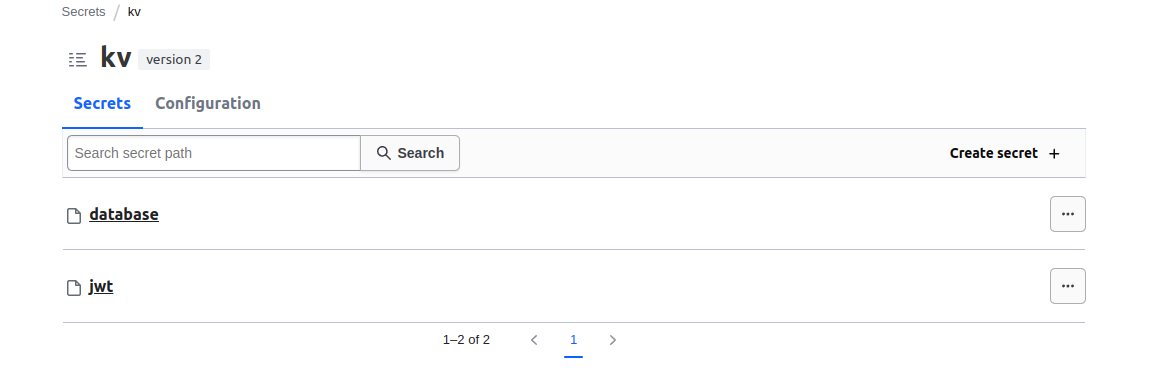 Secrets / kv
kv version 2
Secrets Configuration
Search secret path Search Create secret +
database ...
jwt ...
1–2 of 2 < 1 >